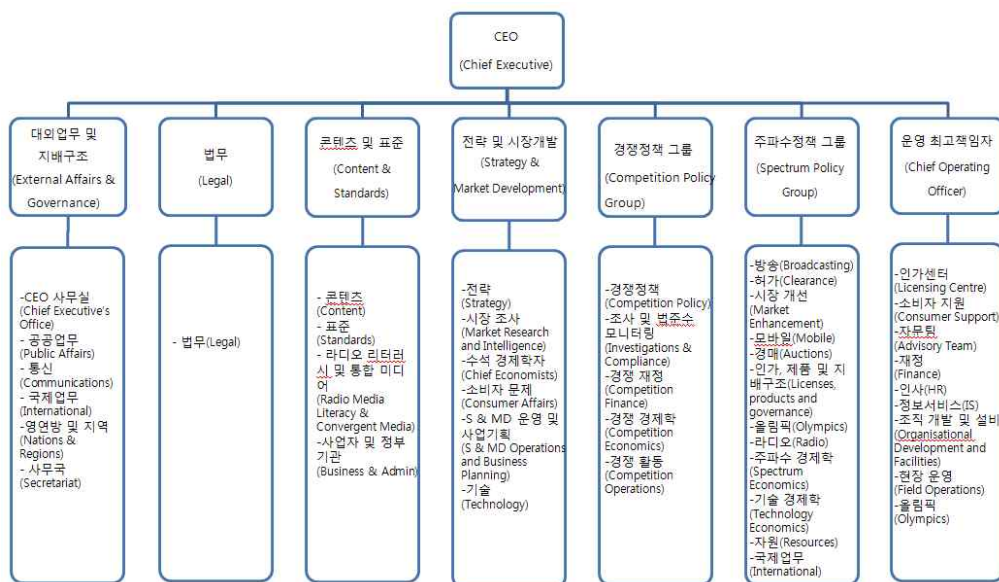 CEO
(Chief Executive)
대외업무 및
지배구조
(External Affairs &
Governance)
법무
(Legal)
콘텐츠 및 표준
(Content &
Standards)
전략 및 시장개발
(Strategy &
Market Development)
경쟁정책 그룹
(Competition Policy
Group)
주파수정책 그룹
(Spectrum Policy
Group)
운영 최고책임자
(Chief Operating
Officer)
-CEO 사무실
(Chief Executive's
Office)
- 공공업무
(Public Affairs)
- 통신
(Communications)
- 국제업무
(International)
-영연방 및 지역
(Nations &
Regions)
- 사무국
(Secretariat)
- 법무(Legal)
- 콘텐츠
(Content)
- 표준
(Standards)
- 라디오 리터러
시 및 통합 미디
어
(Radio Media
Literacy &
Convergent Media)
-사업자 및 정부
기관
(Business & Admin)
-전략
(Strategy)
-시장 조사
(Market Research
and Intelligence)
-수석 경제학자
(Chief Economists)
-소비자 문제
(Consumer Affairs)
-S & MD 운영 및
사업기획
(S & MD Operations
and Business
Planning)
-기술
(Technology)
-경쟁정책
(Competition Policy)
-조사 및 법준수
모니터링
(Investigations &
Compliance)
-경쟁 재정
(Competition
Finance)
-경쟁 경제학
(Competition
Economics)
-경쟁 활동
(Competition
Operations)
-방송(Broadcasting)
-허가(Clearance)
-시장 개선
(Market
Enhancement)
-모바일(Mobile)
-경매(Auctions)
-인가, 제품 및 지
배구조(Licenses,
products and
governance)
-올림픽(Olympics)
-라디오(Radio)
-주파수 경제학
(Spectrum
Economics)
-기술 경제학
(Technology
Economics)
-자원(Resources)
-국제업무
(International)
-인가센터
(Licensing Centre)
-소비자 지원
(Consumer Support)
-자문팀
(Advisory Team)
-재정
(Finance)
-인사(HR)
-정보서비스(IS)
-조직 개발 및 설비
(Organisational
Development and
Facilities)
-현장 운영
(Field Operations)
-올림픽
(Olympics)